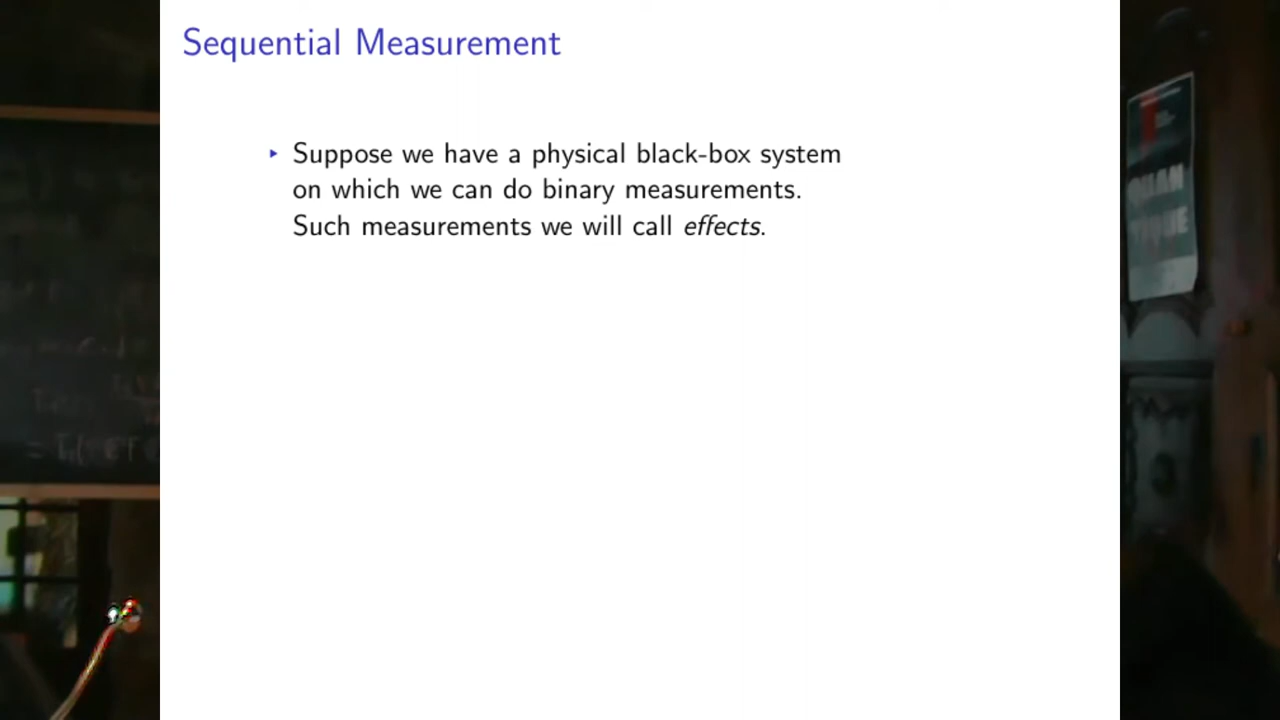 Sequential Measurement
▸ Suppose we have a physical black-box system
on which we can do binary measurements.
Such measurements we will call effects.